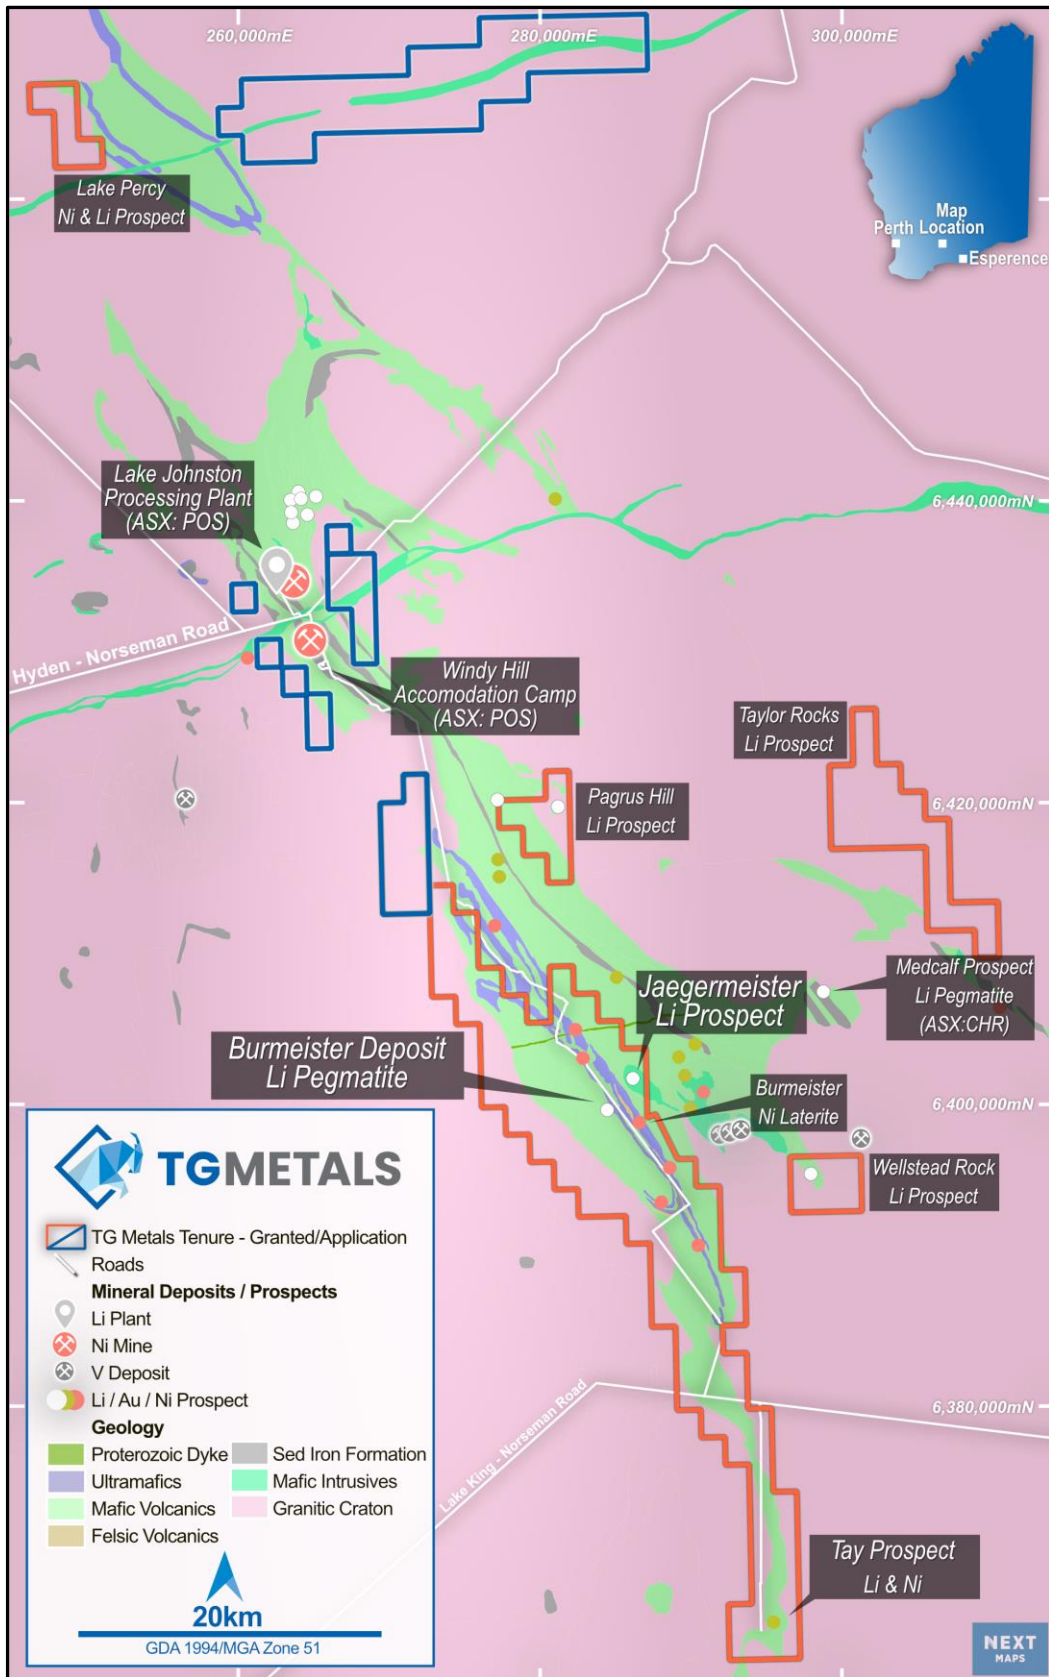 260,000mE
280,000mE
300,000mE
Lake Percy
Ni & Li Prospect
Map
Perth Location
Esperence
Lake Johnston
Processing Plant
(ASX: POS)
6,440,000mN
Hyden - Norseman Road
Windy Hill
Accomodation Camp
(ASX: POS)
Taylor Rocks
Li Prospect
Pagrus Hill
Li Prospect
6,420,000mN
Medcalf Prospect
Li Pegmatite
(ASX:CHR)
Jaegermeister
Li Prospect
Burmeister Deposit
Li Pegmatite
Burmeister
Ni Laterite
6,400,000mN
Wellstead Rock
Li Prospect
6,380,000mN
Lake King - Norseman Road
Tay Prospect
Li & Ni
TGMETALS
TG Metals Tenure - Granted/Application
Roads
Mineral Deposits / Prospects
Li Plant
Ni Mine
V Deposit
Li / Au / Ni Prospect
Geology
Proterozoic Dyke
Sed Iron Formation
Ultramafics
Mafic Intrusives
Mafic Volcanics
Granitic Craton
Felsic Volcanics
20km
GDA 1994/MGA Zone 51
NEXT
MAPS